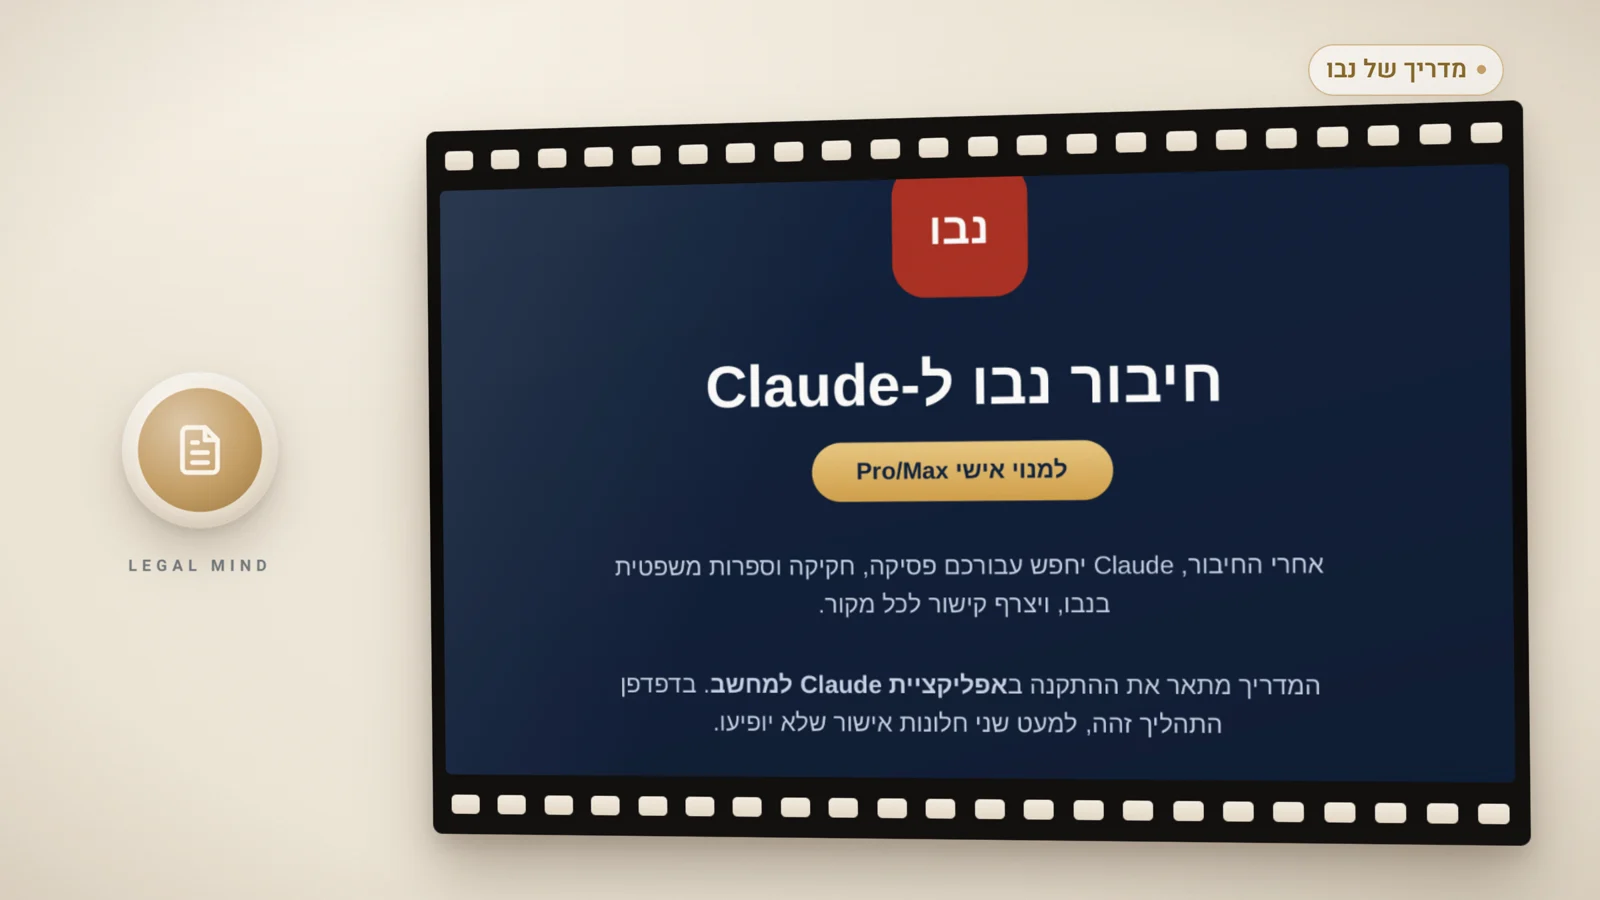 מדריך של נבו
נבו
חיבור נבו ל-Claude
למנוי אישי Pro/Max
אחרי החיבור, Claude יחפש עבורכם פסיקה, חקיקה וספרות משפטית
בנבו, ויצרף קישור לכל מקור.
המדריך מתאר את ההתקנה באפליקציית Claude למחשב. בדפדפן
התהליך זהה, למעט שני חלונות אישור שלא יופיעו.
LEGAL MIND